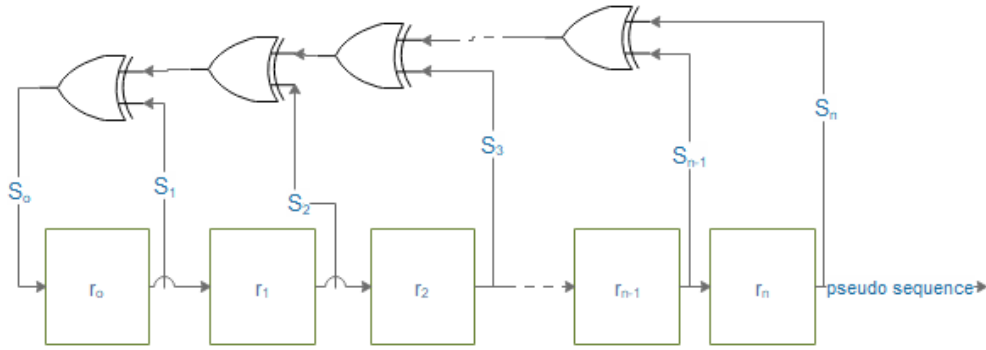 Sₙ
S₃
Sₙ₋₁
S₁
Sₒ
S₂
rₒ
r₁
r₂
rₙ₋₁
rₙ
pseudo sequence